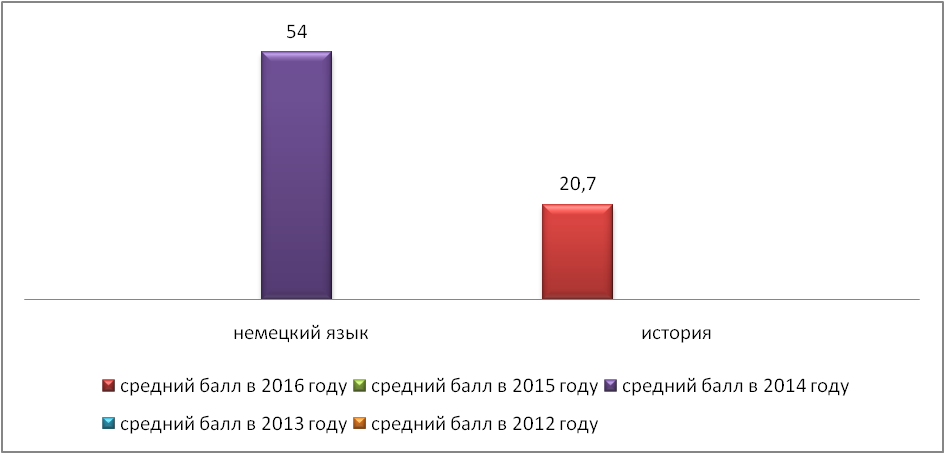 54
20,7
немецкий язык
история
средний балл в 2016 году средний балл в 2015 году средний балл в 2014 году
средний балл в 2013 году средний балл в 2012 году